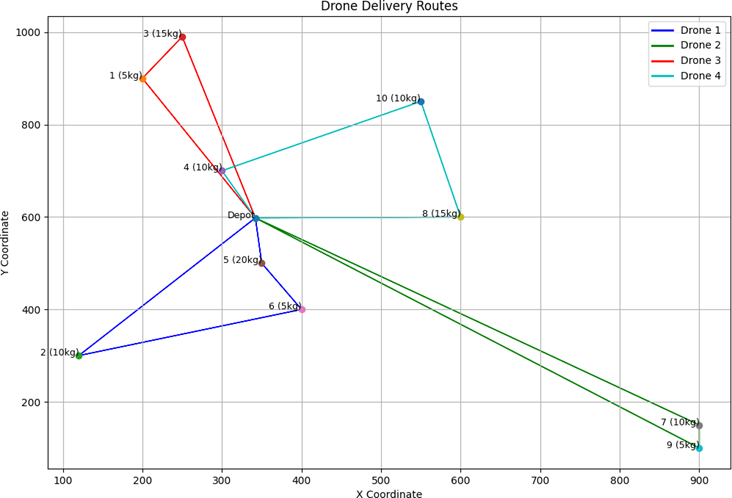 Drone Delivery Routes
Drone 1
Drone 2
Drone 3
Drone 4
3 (15kg)
1 (5kg)
10 (10kg)
4 (10kg)
8 (15kg)
Depot
5 (20kg)
6 (5kg)
2 (10kg)
7 (10kg)
9 (5kg)
1000
800
600
400
200
Y Coordinate
100 200 300 400 500 600 700 800 900
X Coordinate